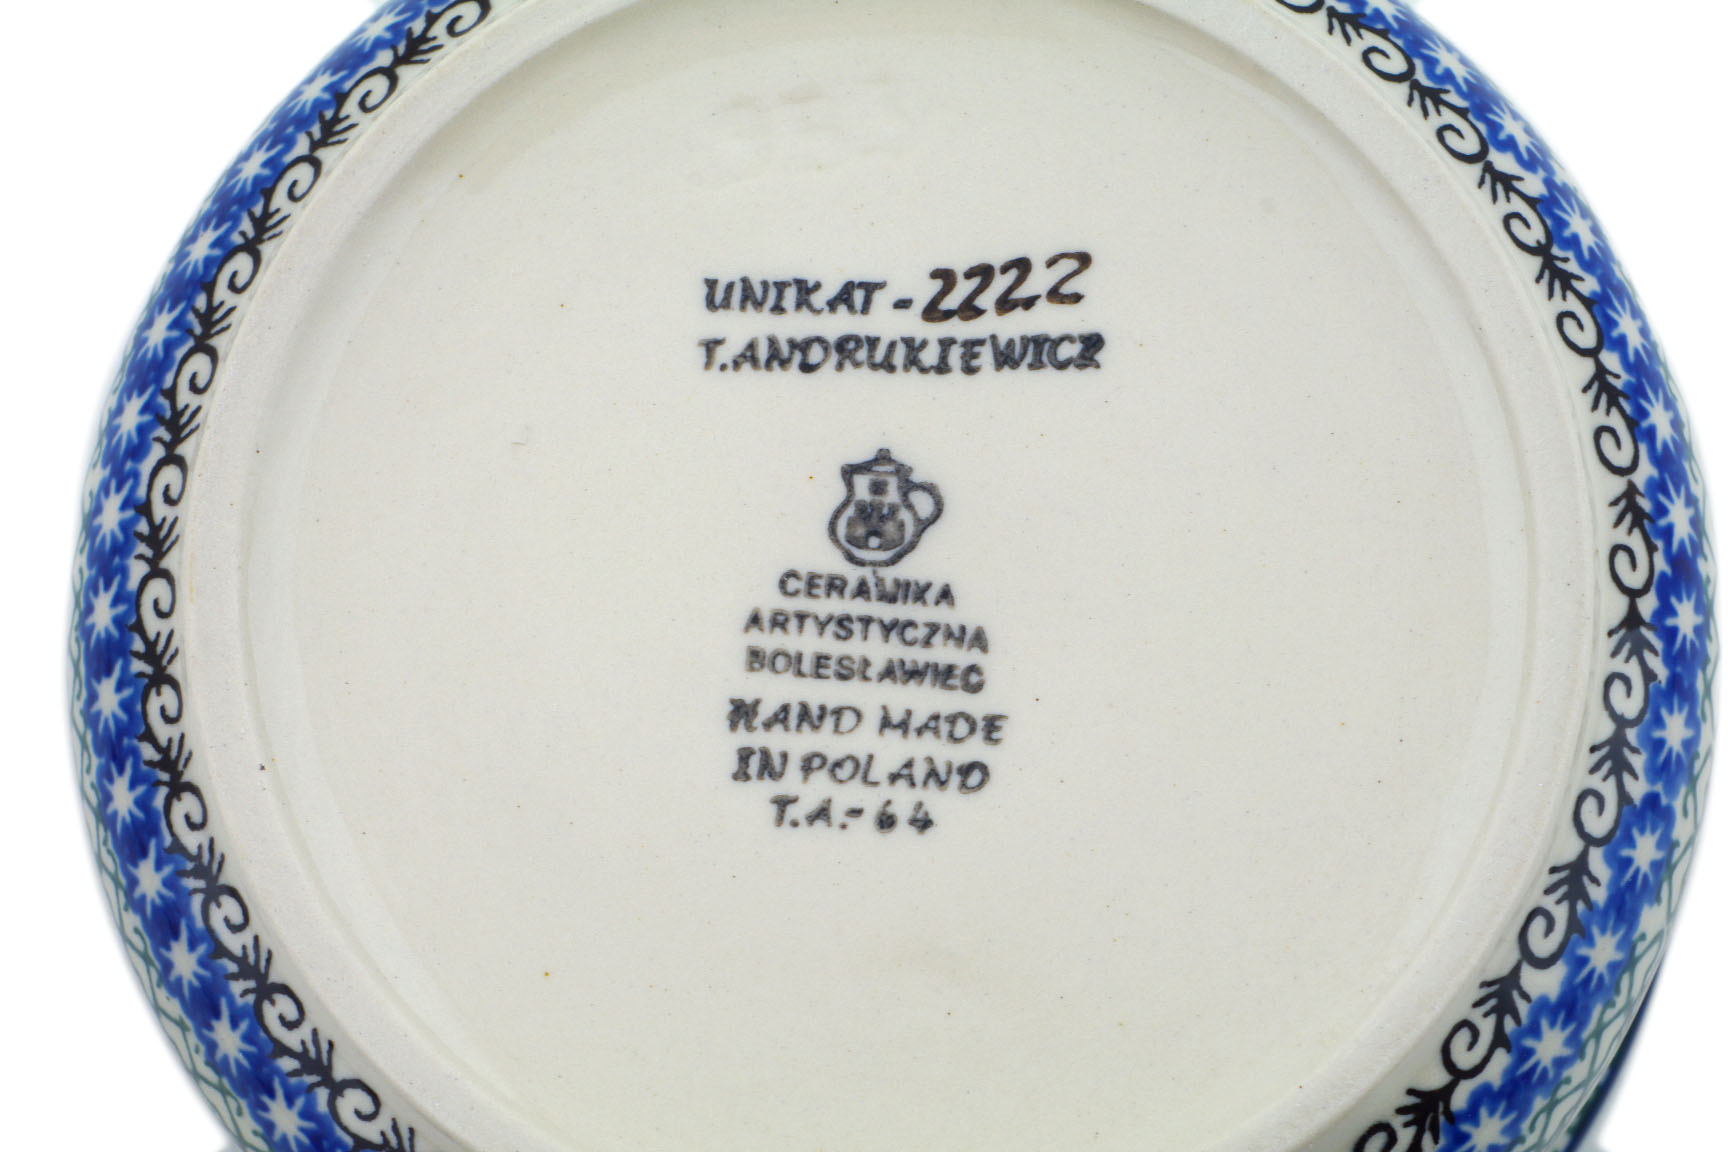 UNIKAT - 2222
T. ANDRUKIEWICZ
CERAMIKA
ARTYSTYCZNA
BOLESŁAWIEC
HAND MADE
IN POLAND
T.A.- 64